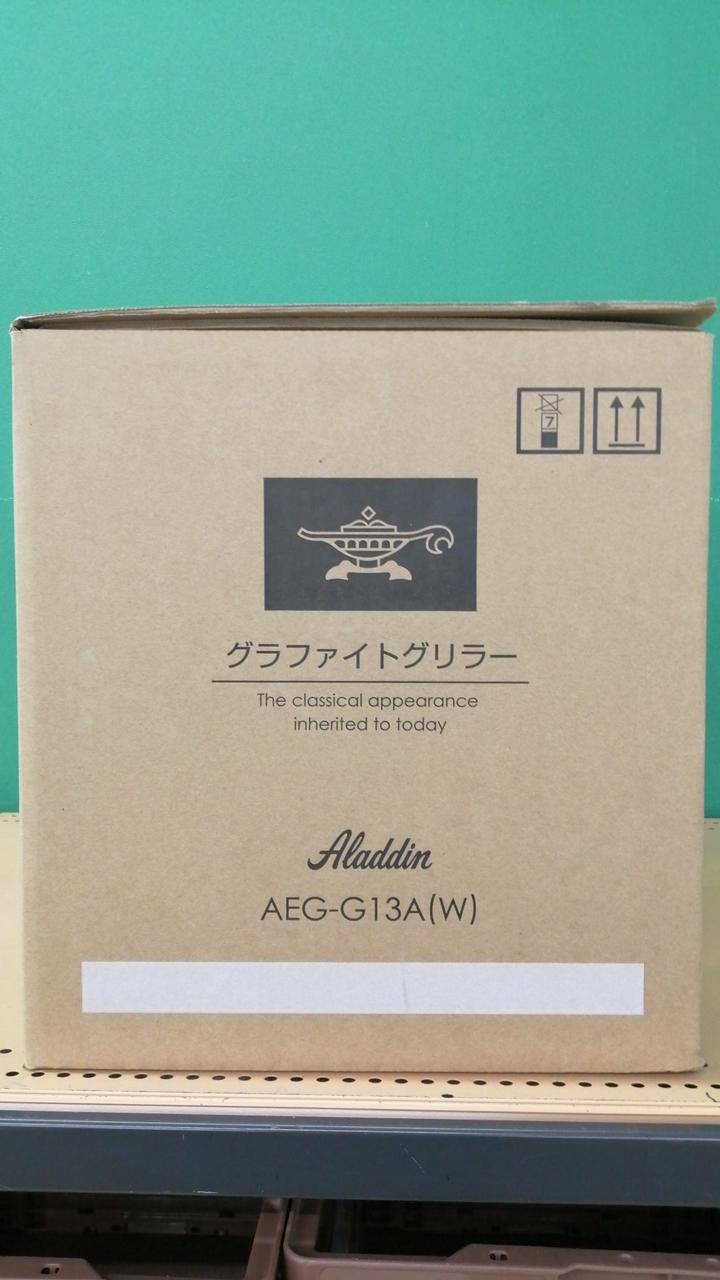 7
グラファイトグリラー
The classical appearance
inherited to today
Aladdin
AEG-G13A(W)